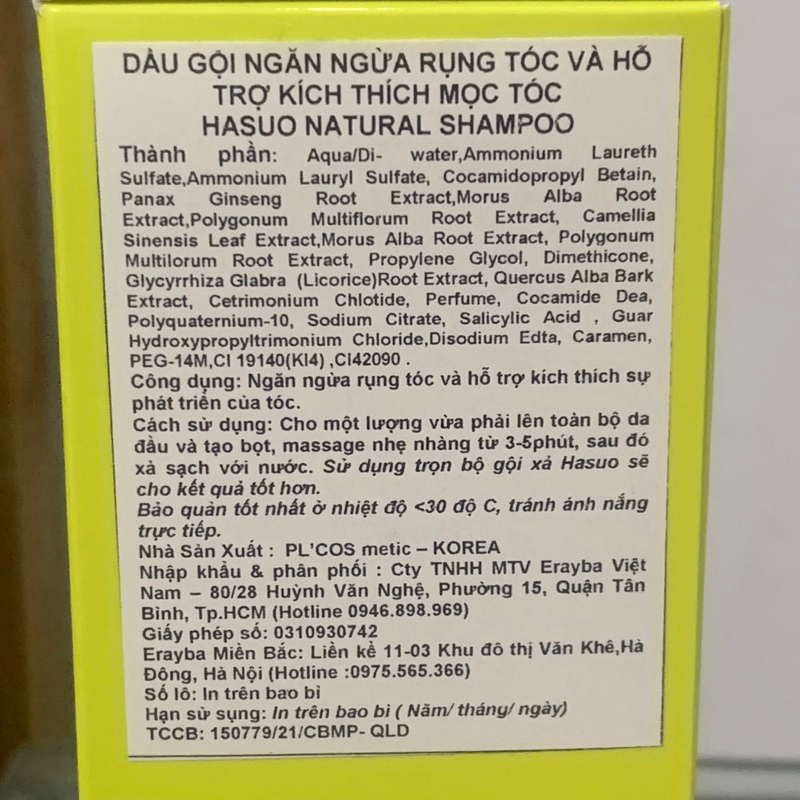 DẦU GỘI NGĂN NGỪA RỤNG TÓC VÀ HỖ
TRỢ KÍCH THÍCH MỌC TÓC
HASUO NATURAL SHAMPOO
Thành phần: Aqua/Di- water,Ammonium Laureth
Sulfate,Ammonium Lauryl Sulfate, Cocamidopropyl Betain,
Panax Ginseng Root Extract,Morus Alba Root
Extract,Polygonum Multiflorum Root Extract, Camellia
Sinensis Leaf Extract,Morus Alba Root Extract, Polygonum
Multilorum Root Extract, Propylene Glycol, Dimethicone,
Glycyrrhiza Glabra (Licorice)Root Extract, Quercus Alba Bark
Extract, Cetrimonium Chlotide, Perfume, Cocamide Dea,
Polyquaternium-10, Sodium Citrate, Salicylic Acid , Guar
Hydroxypropyltrimonium Chloride,Disodium Edta, Caramen,
PEG-14M,CI 19140(KI4) ,CI42090 .
Công dụng: Ngăn ngừa rụng tóc và hỗ trợ kích thích sự
phát triển của tóc.
Cách sử dụng: Cho một lượng vừa phải lên toàn bộ da
đầu và tạo bọt, massage nhẹ nhàng từ 3-5phút, sau đó
xả sạch với nước. Sử dụng trọn bộ gội xả Hasuo sẽ
cho kết quả tốt hơn.
Bảo quản tốt nhất ở nhiệt độ <30 độ C, tránh ánh nắng
trực tiếp.
Nhà Sản Xuất : PL'COS metic – KOREA
Nhập khẩu & phân phối : Cty TNHH MTV Erayba Việt
Nam – 80/28 Huỳnh Văn Nghệ, Phường 15, Quận Tân
Bình, Tp.HCM (Hotline 0946.898.969)
Giấy phép số: 0310930742
Erayba Miền Bắc: Liền kề 11-03 Khu đô thị Văn Khê,Hà
Đông, Hà Nội (Hotline :0975.565.366)
Số lô: In trên bao bì
Hạn sử sụng: In trên bao bì ( Năm/ tháng/ ngày)
TCCB: 150779/21/CBMP- QLD